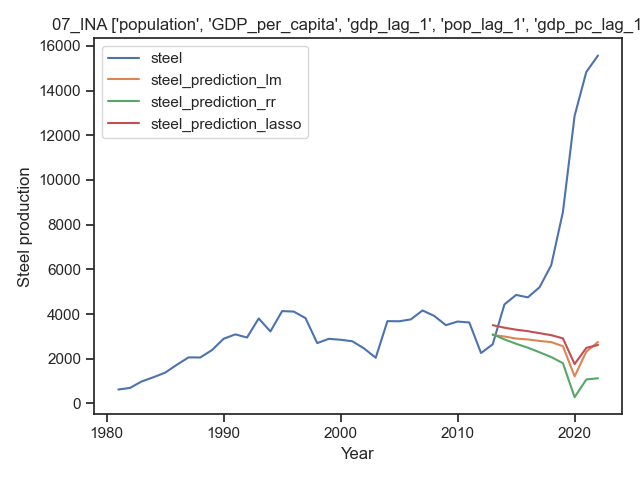 07_INA ['population', 'GDP_per_capita', 'gdp_lag_1', 'pop_lag_1', 'gdp_pc_lag_1
16000
14000
12000
10000
8000
6000
4000
2000
0
Steel production
steel
steel_prediction_lm
steel_prediction_rr
steel_prediction_lasso
1980 1990 2000 2010 2020
Year